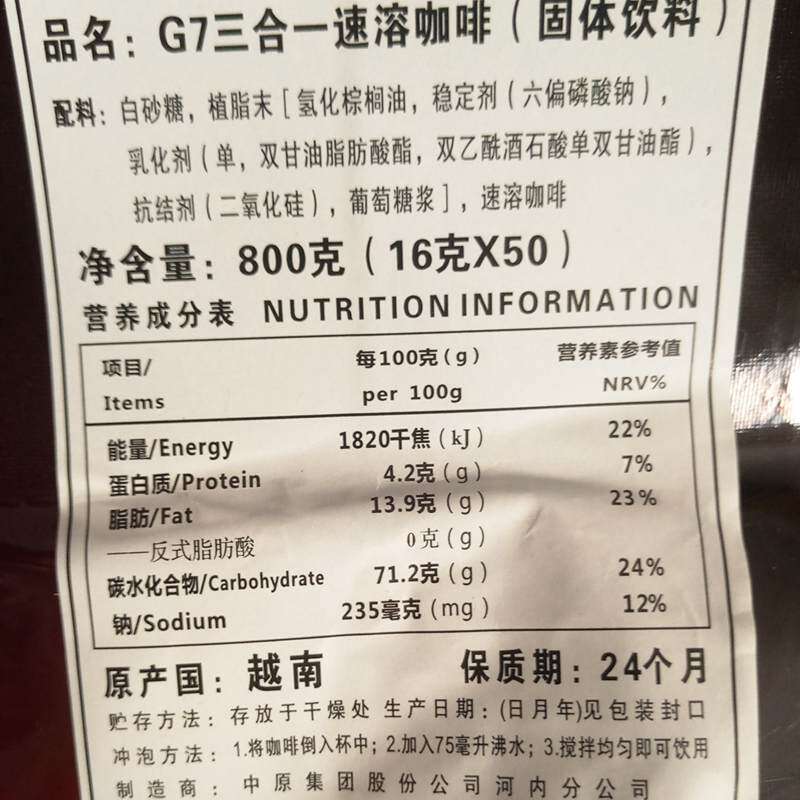 品名：G7三合一速溶咖啡（固体饮料）
配料：白砂糖，植脂末［氢化棕榈油，稳定剂（六偏磷酸钠），
乳化剂（单，双甘油脂肪酸酯，双乙酰酒石酸单双甘油酯），
抗结剂（二氧化硅），葡萄糖浆］，速溶咖啡
净含量：800克（16克X50）
营养成分表 NUTRITION INFORMATION
项目/ 每100克(g) 营养素参考值
Items per 100g NRV%
能量/Energy 1820千焦(kJ) 22%
蛋白质/Protein 4.2克(g) 7%
脂肪/Fat 13.9克(g) 23%
——反式脂肪酸 0克(g)
碳水化合物/Carbohydrate 71.2克(g) 24%
钠/Sodium 235毫克(mg) 12%
原产国：越南 保质期：24个月
贮存方法：存放于干燥处 生产日期：(日月年)见包装封口
冲泡方法：1.将咖啡倒入杯中；2.加入75毫升沸水；3.搅拌均匀即可饮用
制造商：中原集团股份公司河内分公司